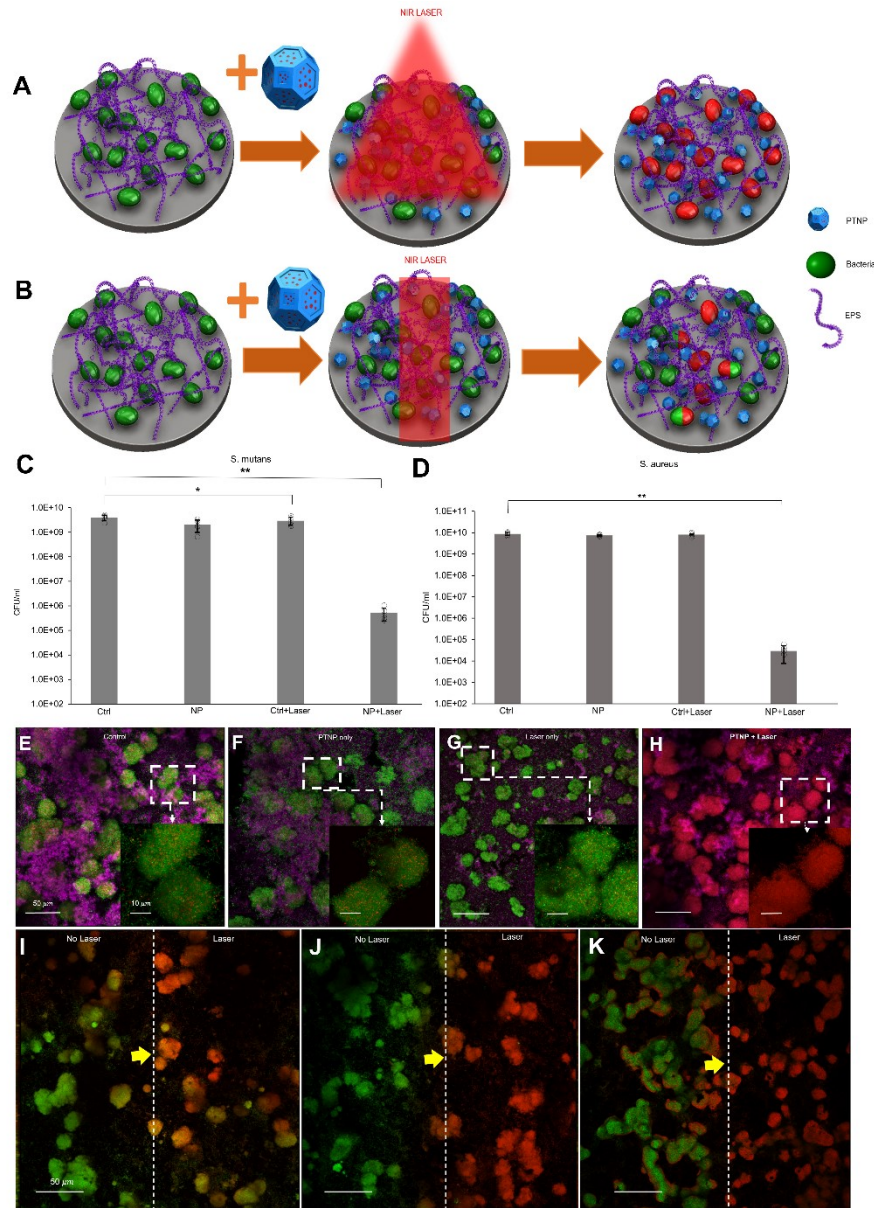 NIR LASER
A
PTNP
Bacteria
EPS
NIR LASER
B
C
S. mutans
**
*
1.0E+10
1.0E+09
1.0E+08
1.0E+07
1.0E+06
1.0E+05
1.0E+04
1.0E+03
1.0E+02
CFU/ml
Ctrl
NP
Ctrl+Laser
NP+Laser
D
S. aureus
**
1.0E+11
1.0E+10
1.0E+09
1.0E+08
1.0E+07
1.0E+06
1.0E+05
1.0E+04
1.0E+03
1.0E+02
CFU/ml
Ctrl
NP
Ctrl+Laser
NP+Laser
E
Control
50 µm
10 µm
F
PTNP only
G
Laser only
H
PTNP + Laser
I
No Laser
Laser
50 µm
J
No Laser
Laser
K
No Laser
Laser